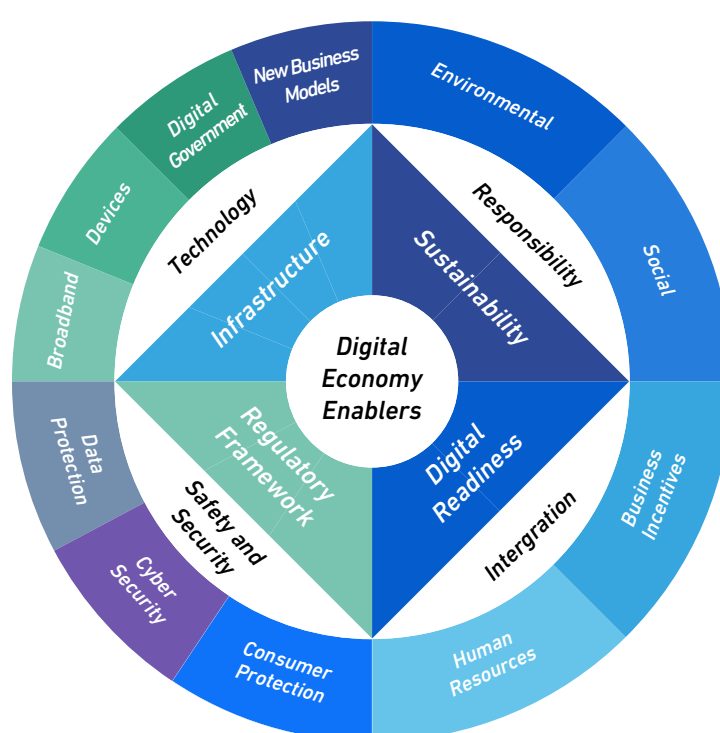 New Business
Models
Environmental
Digital
Government
Technology
Responsibility
Devices
Infrastructure
Sustainability
Social
Broadband
Digital
Economy
Enablers
Data
Protection
Regulatory
Framework
Digital
Readiness
Business
Incentives
Safety and
Security
Intergration
Cyber
Security
Consumer
Protection
Human
Resources